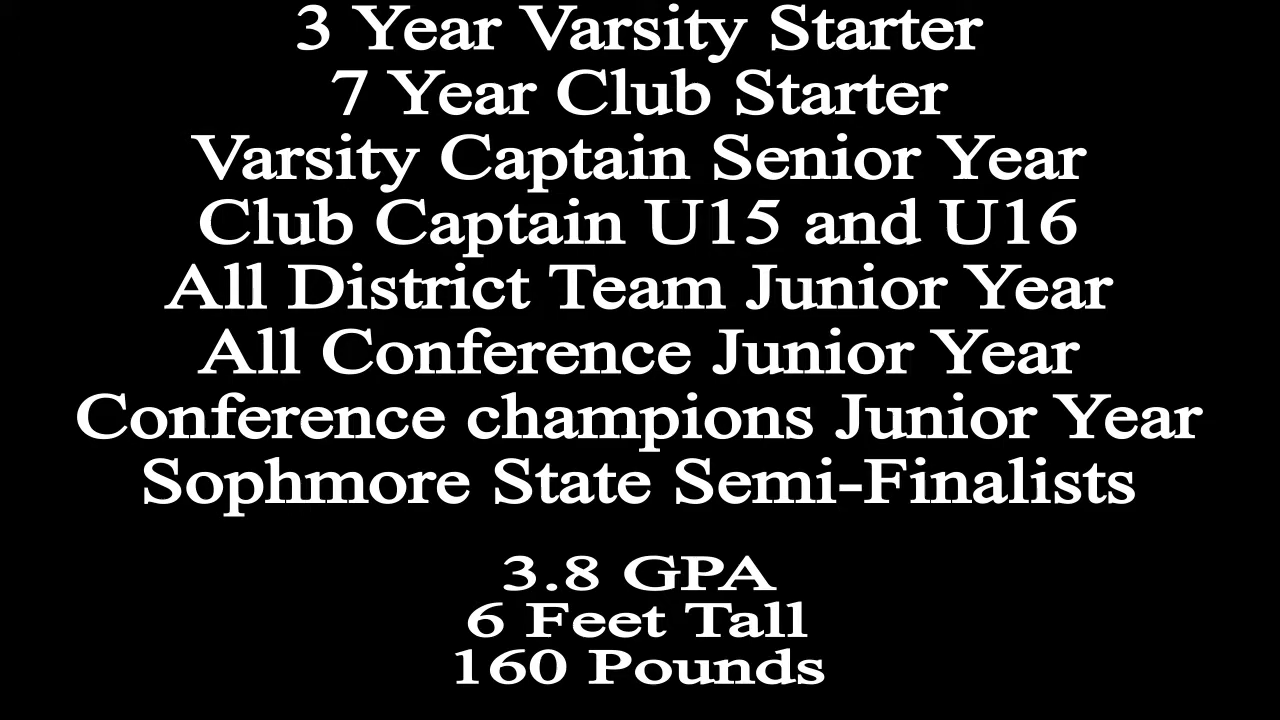 3 Year Varsity Starter
7 Year Club Starter
Varsity Captain Senior Year
Club Captain U15 and U16
All District Team Junior Year
All Conference Junior Year
Conference champions Junior Year
Sophmore State Semi-Finalists
3.8 GPA
6 Feet Tall
160 Pounds